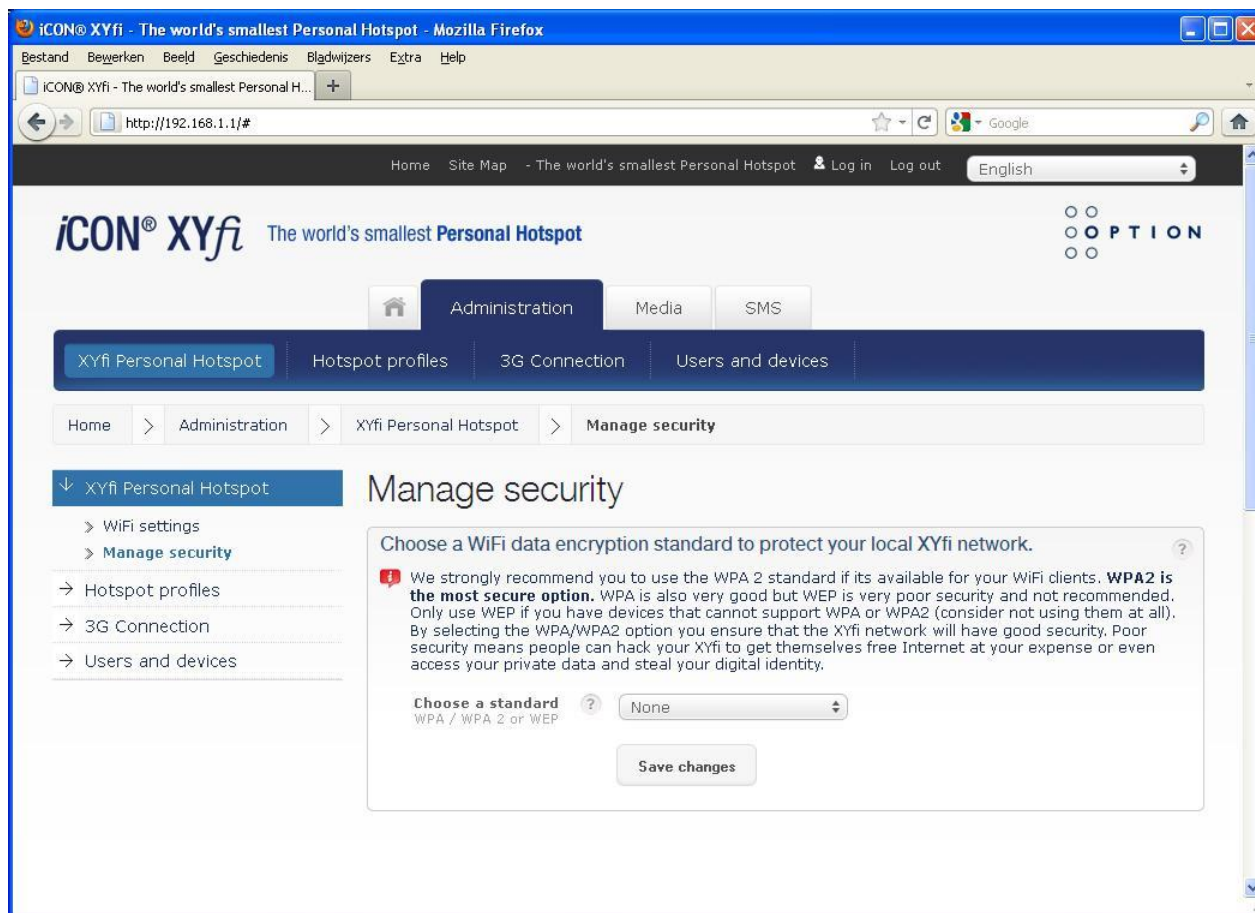 iCON® XYfi - The world's smallest Personal Hotspot - Mozilla Firefox
Bestand Bewerken Beeld Geschiedenis Bladwijzers Extra Help
iCON® XYfi - The world's smallest Personal H... +
http://192.168.1.1/#
Google
Home Site Map - The world's smallest Personal Hotspot Log in Log out English
iCON® XYfi The world's smallest Personal Hotspot
OPTION
Administration Media SMS
XYfi Personal Hotspot Hotspot profiles 3G Connection Users and devices
Home > Administration > XYfi Personal Hotspot > Manage security
XYfi Personal Hotspot
WiFi settings
Manage security
Hotspot profiles
3G Connection
Users and devices
Manage security
Choose a WiFi data encryption standard to protect your local XYfi network. ?
We strongly recommend you to use the WPA 2 standard if its available for your WiFi clients. WPA2 is
the most secure option. WPA is also very good but WEP is very poor security and not recommended.
Only use WEP if you have devices that cannot support WPA or WPA2 (consider not using them at all).
By selecting the WPA/WPA2 option you ensure that the XYfi network will have good security. Poor
security means people can hack your XYfi to get themselves free Internet at your expense or even
access your private data and steal your digital identity.
Choose a standard ? None
WPA / WPA 2 or WEP
Save changes